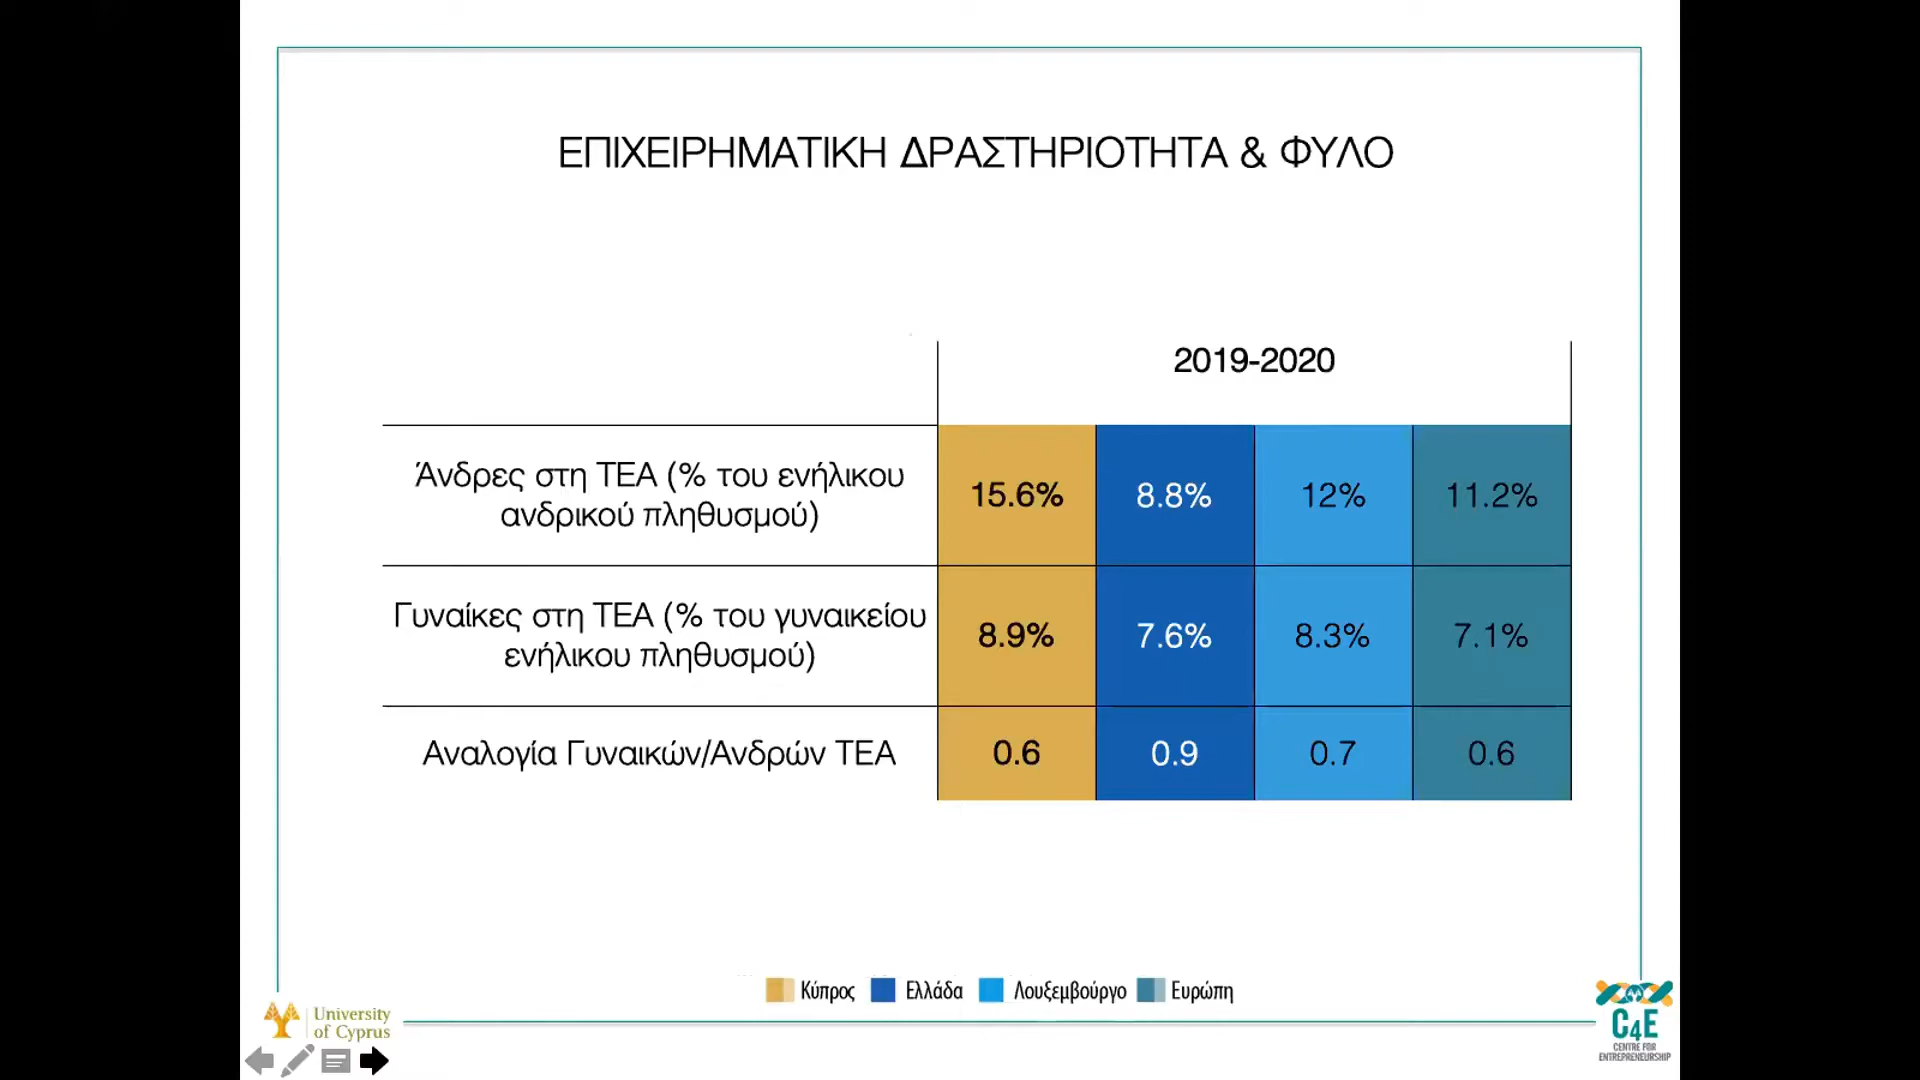 ΕΠΙΧΕΙΡΗΜΑΤΙΚΗ ΔΡΑΣΤΗΡΙΟΤΗΤΑ & ΦΥΛΟ
2019-2020
Άνδρες στη ΤΕΑ (% του ενήλικου
ανδρικού πληθυσμού)
15.6% 8.8% 12% 11.2%
Γυναίκες στη ΤΕΑ (% του γυναικείου
ενήλικου πληθυσμού)
8.9% 7.6% 8.3% 7.1%
Αναλογία Γυναικών/Ανδρών ΤΕΑ 0.6 0.9 0.7 0.6
Κύπρος Ελλάδα Λουξεμβούργο Ευρώπη
University
of Cyprus
C4E
CENTRE FOR
ENTREPRENEURSHIP